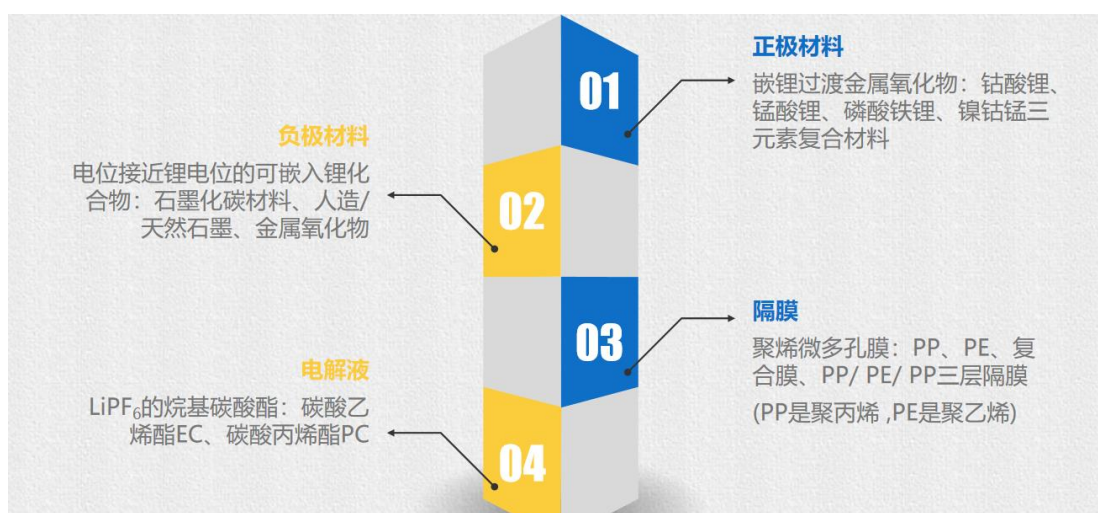 01
正极材料
嵌锂过渡金属氧化物：钴酸锂、
锰酸锂、磷酸铁锂、镍钴锰三
元素复合材料
02
负极材料
电位接近锂电位的可嵌入锂化
合物：石墨化碳材料、人造/
天然石墨、金属氧化物
03
隔膜
聚烯微多孔膜：PP、PE、复
合膜、PP/ PE/ PP三层隔膜
(PP是聚丙烯 ,PE是聚乙烯)
04
电解液
LiPF₆的烷基碳酸酯：碳酸乙
烯酯EC、碳酸丙烯酯PC